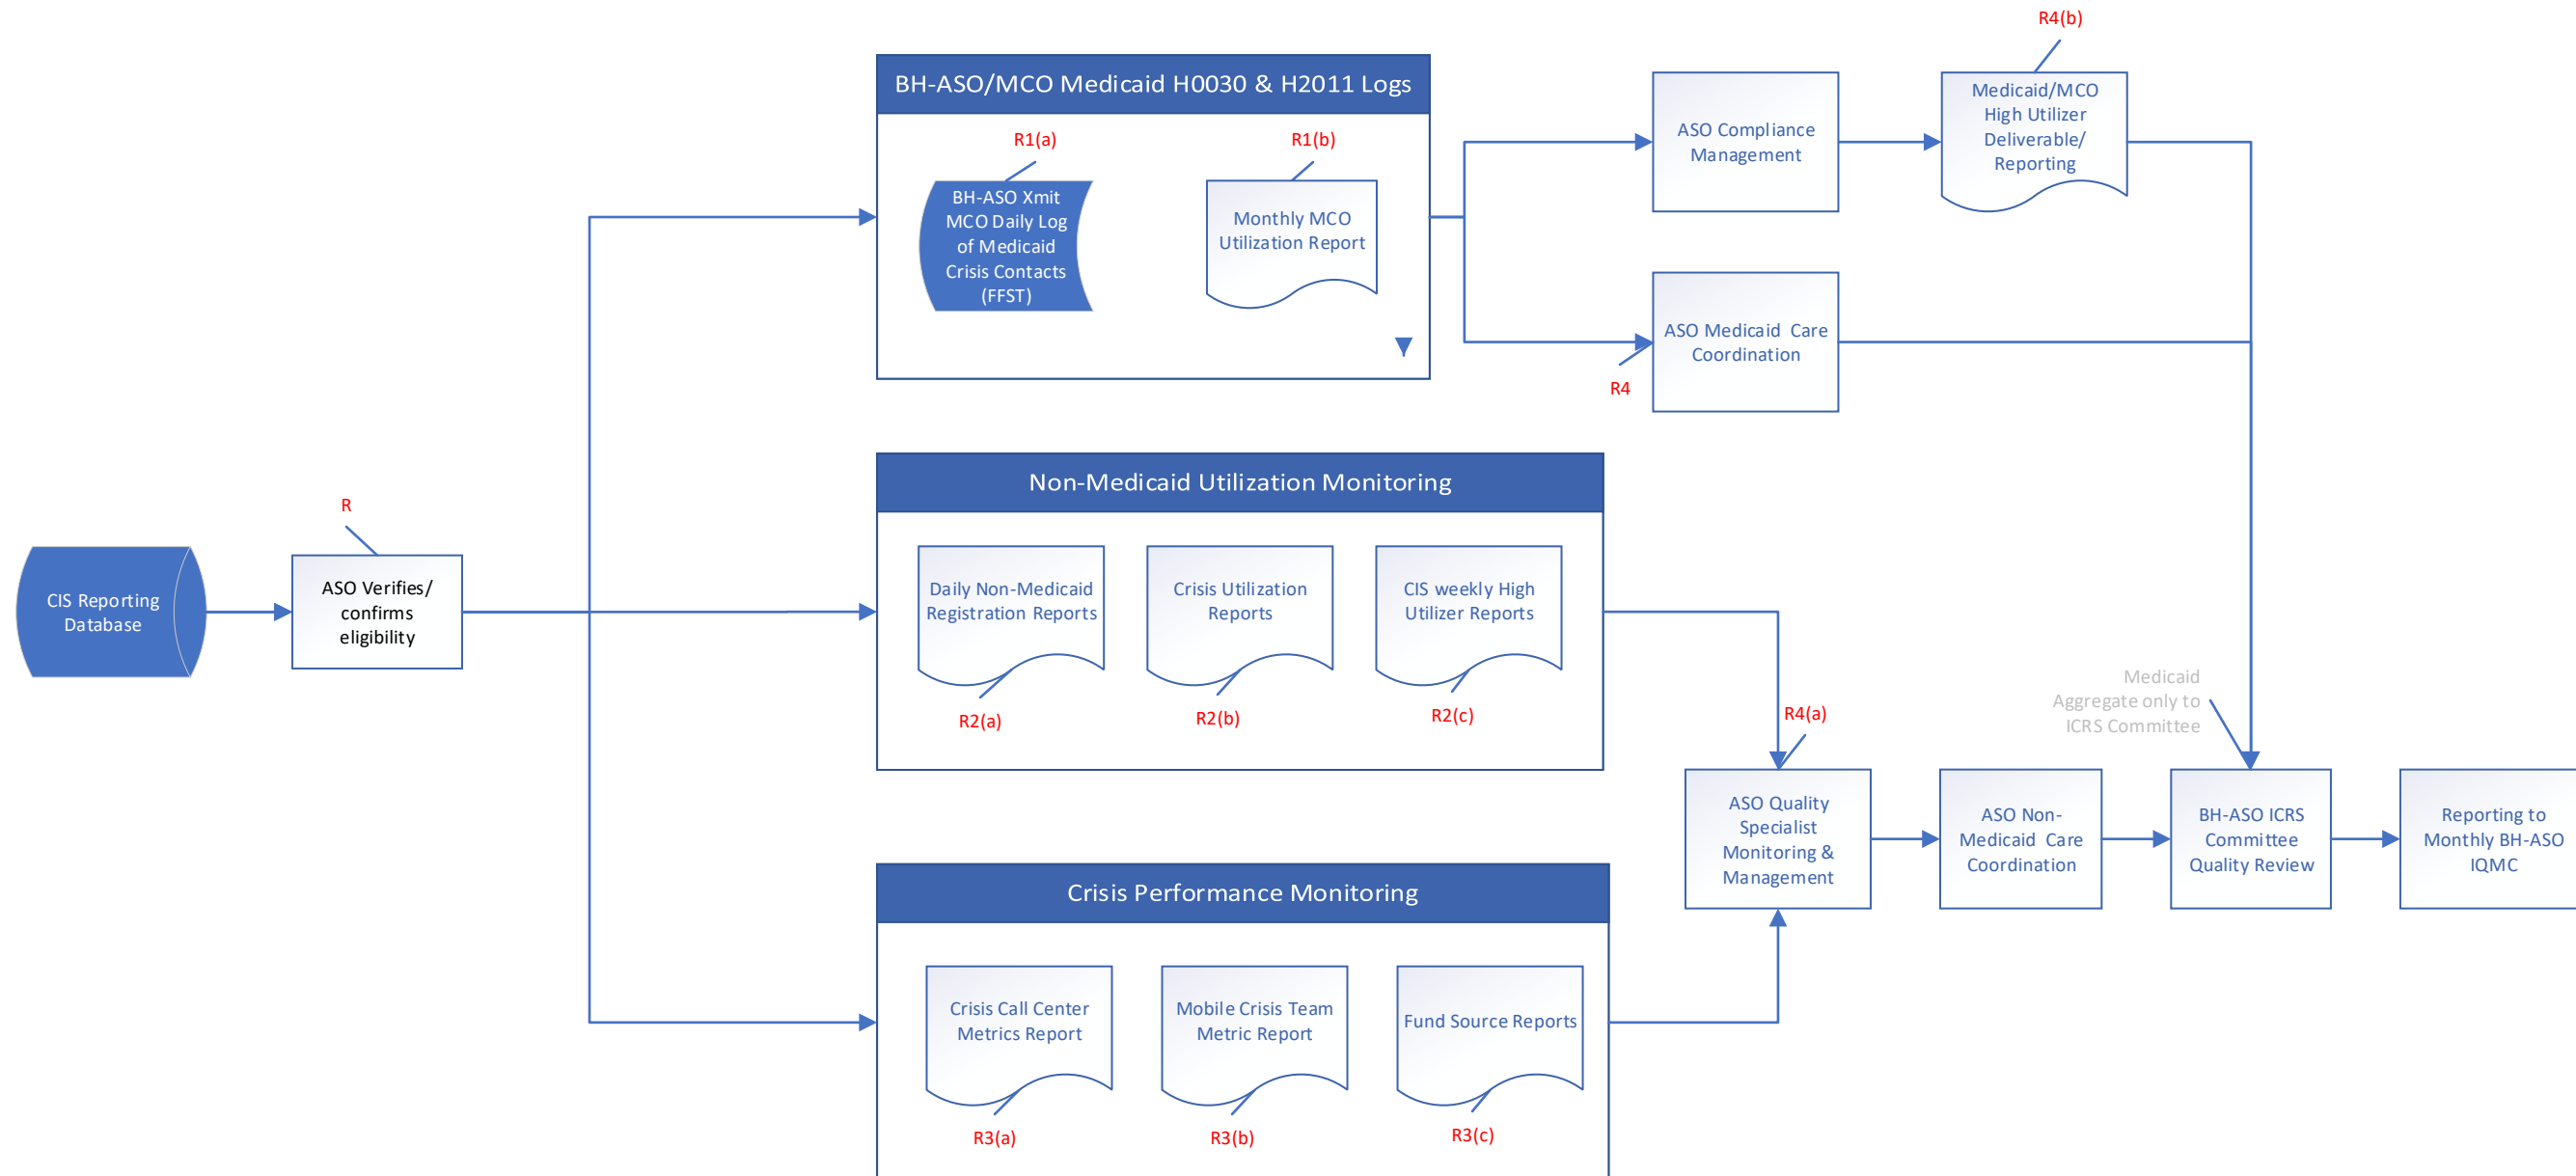 R4(b)
BH-ASO/MCO Medicaid H0030 & H2011 Logs
R1(a)
R1(b)
BH-ASO Xmit
MCO Daily Log
of Medicaid
Crisis Contacts
(FFST)
Monthly MCO
Utilization Report
ASO Compliance
Management
Medicaid/MCO
High Utilizer
Deliverable/
Reporting
ASO Medicaid Care
Coordination
R4
Non-Medicaid Utilization Monitoring
R
CIS Reporting
Database
ASO Verifies/
confirms
eligibility
Daily Non-Medicaid
Registration Reports
Crisis Utilization
Reports
CIS weekly High
Utilizer Reports
R2(a)
R2(b)
R2(c)
R4(a)
Medicaid
Aggregate only to
ICRS Committee
ASO Quality
Specialist
Monitoring &
Management
ASO Non-
Medicaid Care
Coordination
BH-ASO ICRS
Committee
Quality Review
Reporting to
Monthly BH-ASO
IQMC
Crisis Performance Monitoring
Crisis Call Center
Metrics Report
Mobile Crisis Team
Metric Report
Fund Source Reports
R3(a)
R3(b)
R3(c)